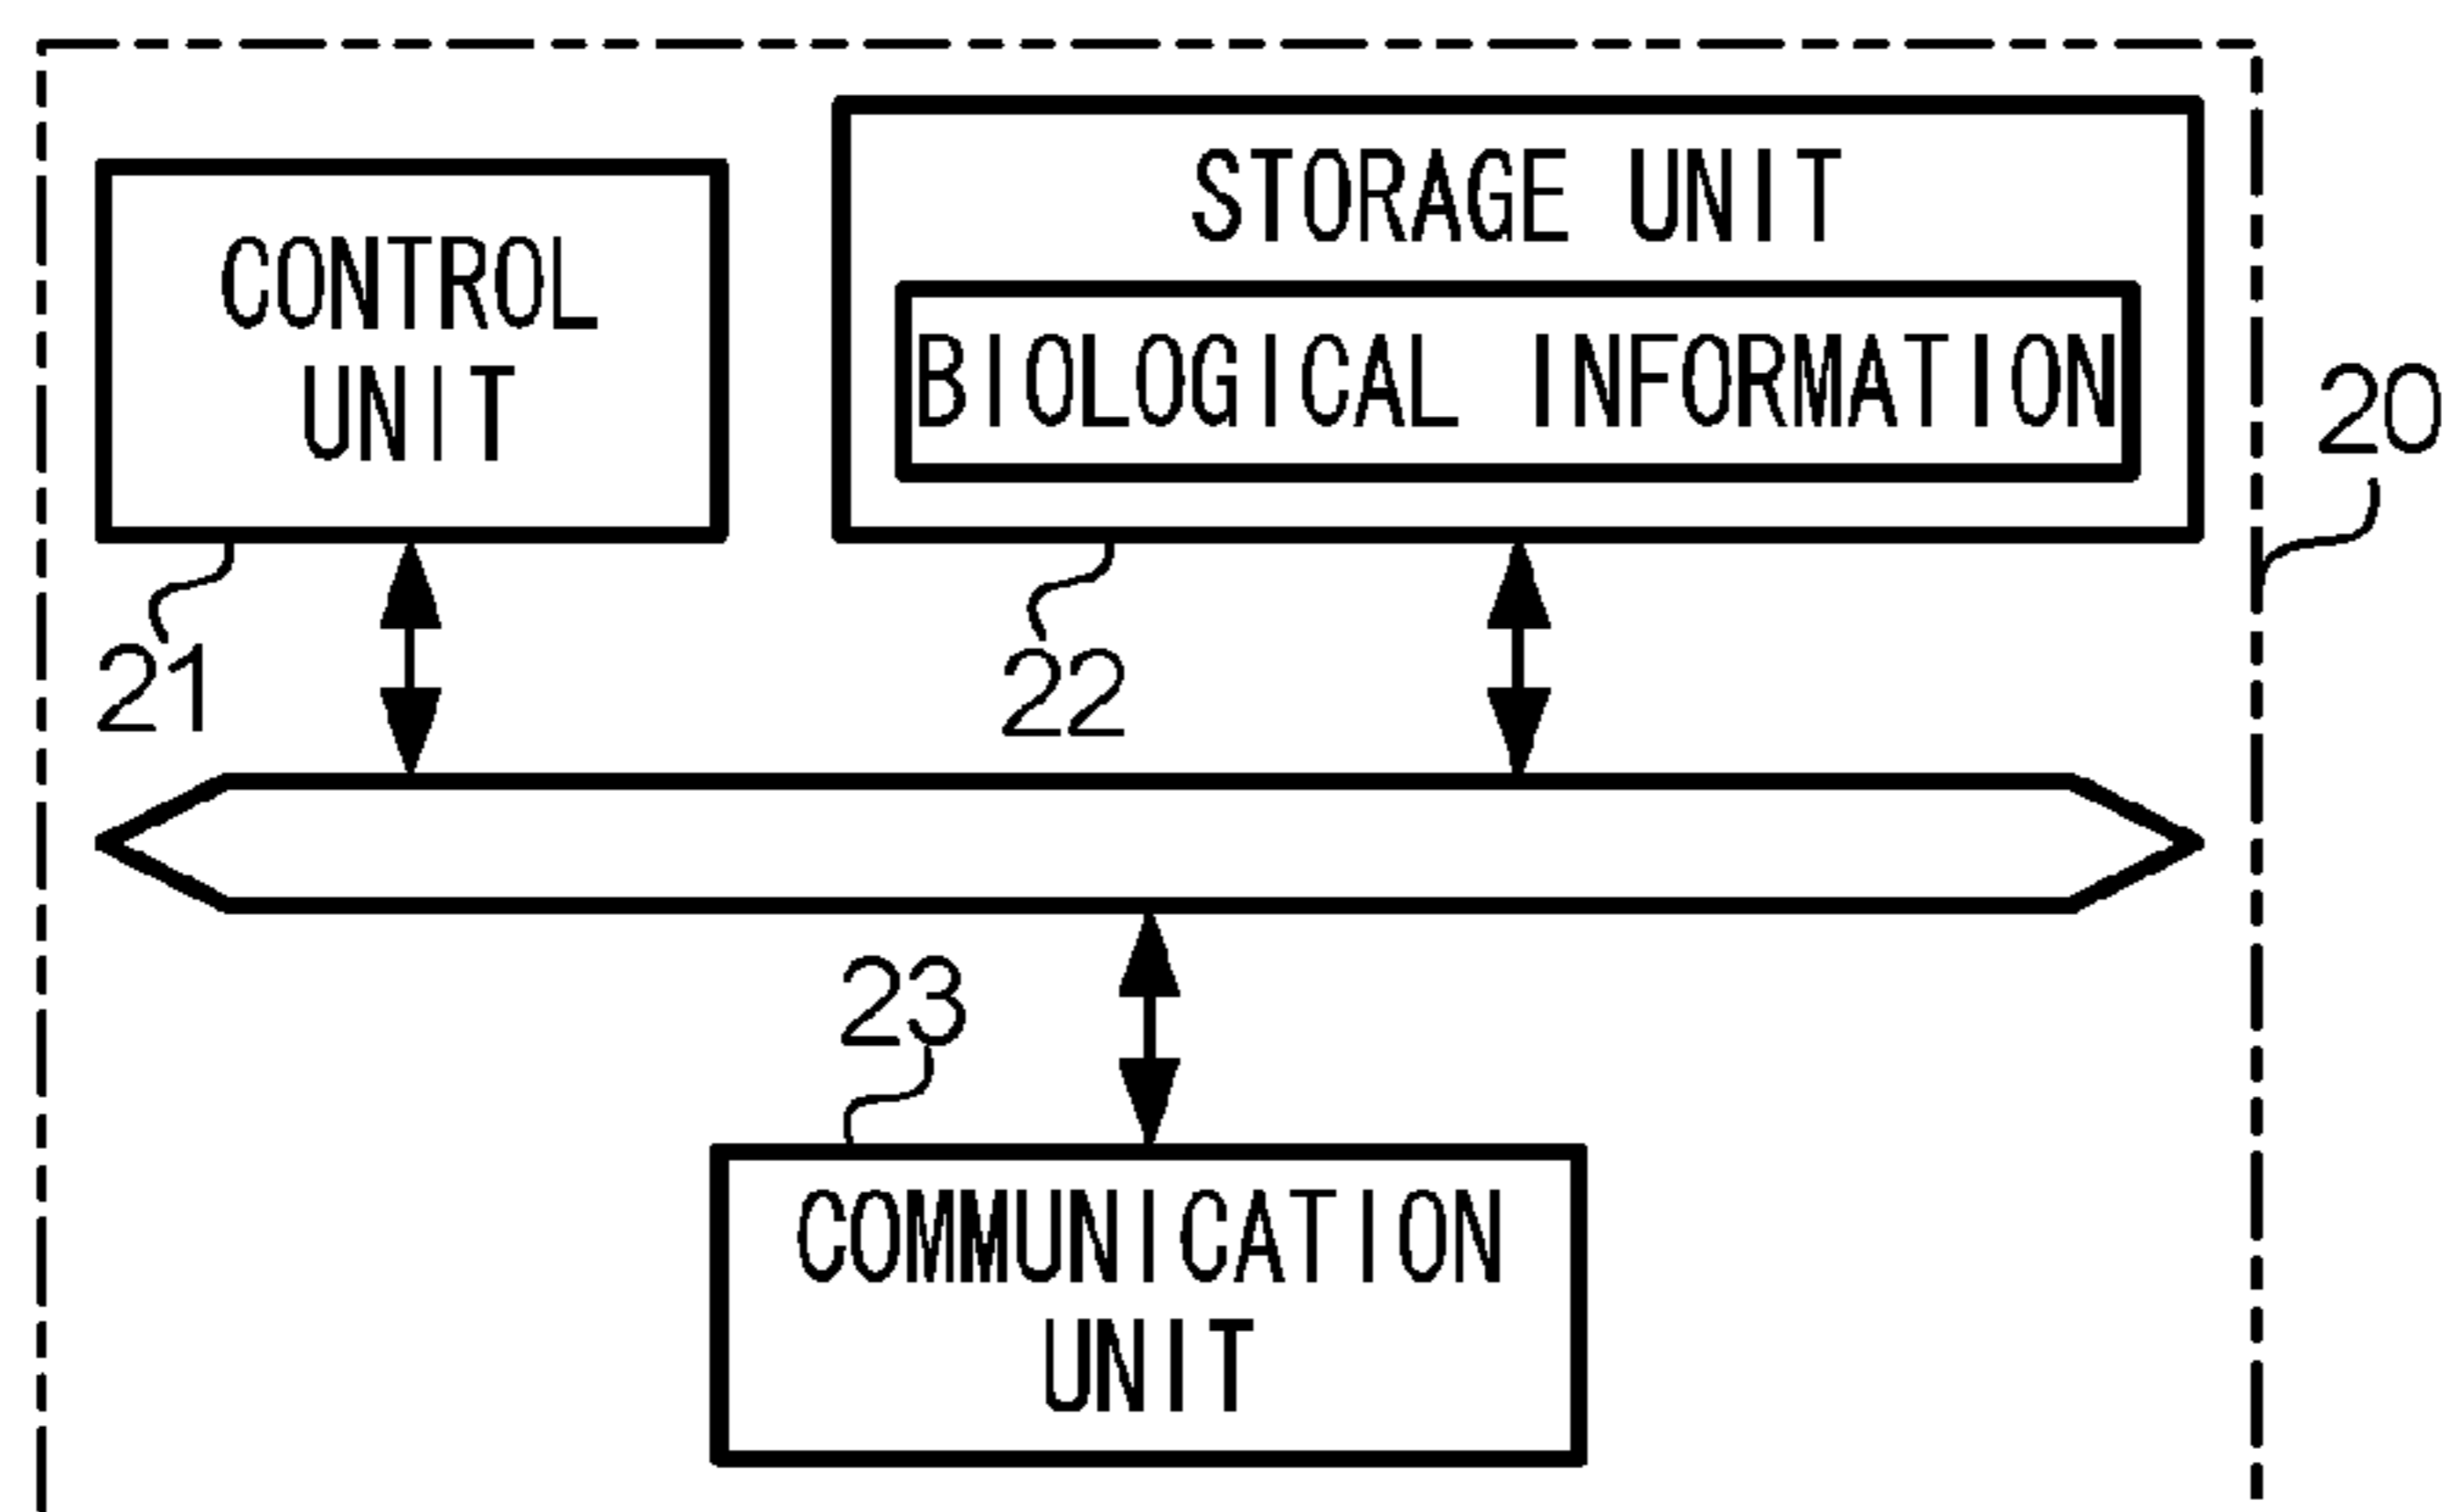 CONTROL
UNIT
STORAGE UNIT
BIOLOGICAL INFORMATION
20
21
22
23
COMMUNICATION
UNIT